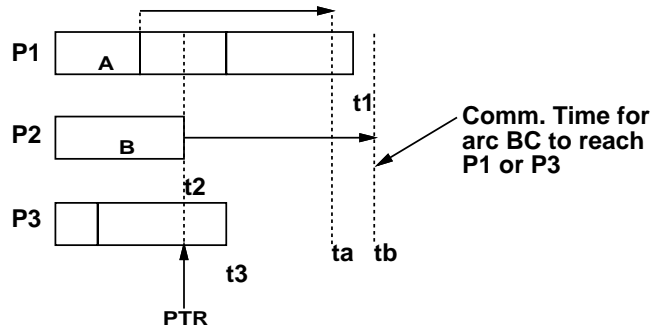 P1
A
t1
P2
B
Comm. Time for
arc BC to reach
P1 or P3
t2
P3
ta
tb
t3
PTR